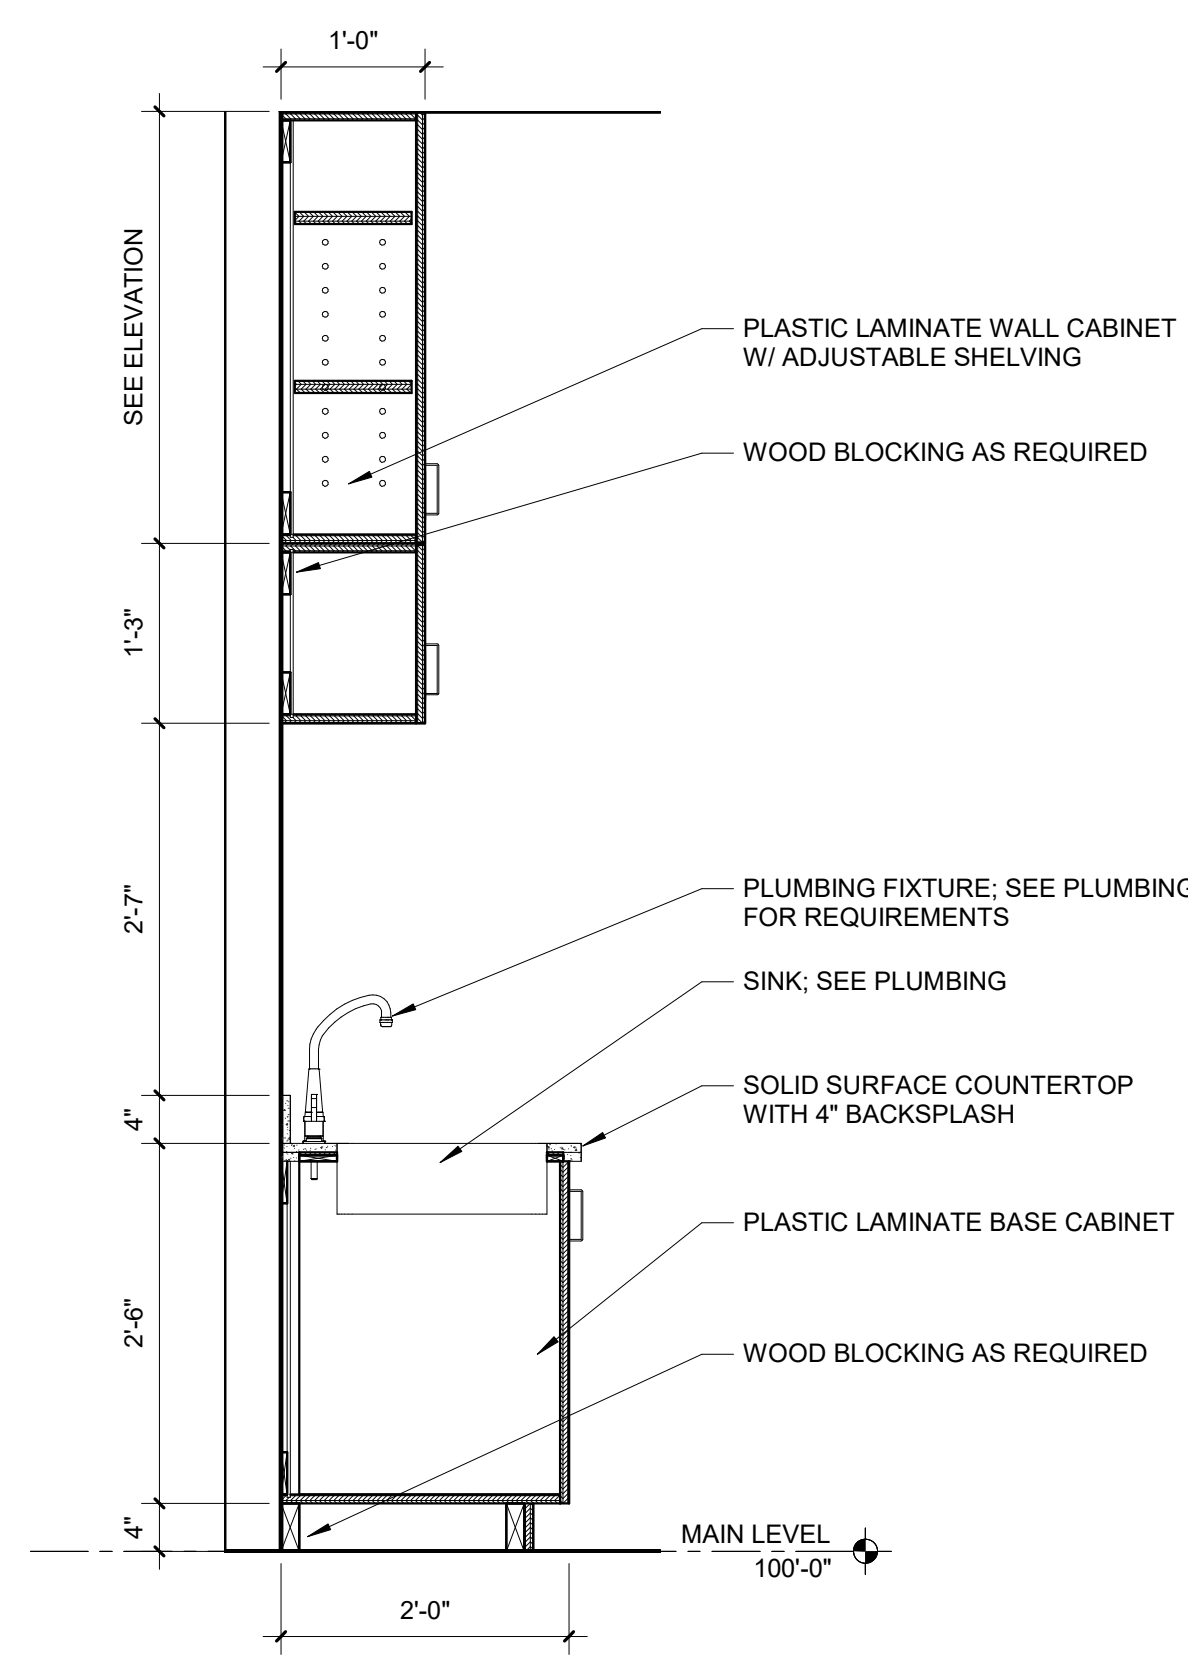 1'-0"
SEE ELEVATION
PLASTIC LAMINATE WALL CABINET
W/ ADJUSTABLE SHELVING
WOOD BLOCKING AS REQUIRED
1'-3"
2'-7"
PLUMBING FIXTURE; SEE PLUMBING
FOR REQUIREMENTS
SINK; SEE PLUMBING
4"
SOLID SURFACE COUNTERTOP
WITH 4" BACKSPLASH
PLASTIC LAMINATE BASE CABINET
2'-6"
WOOD BLOCKING AS REQUIRED
4"
MAIN LEVEL
100'-0"
2'-0"